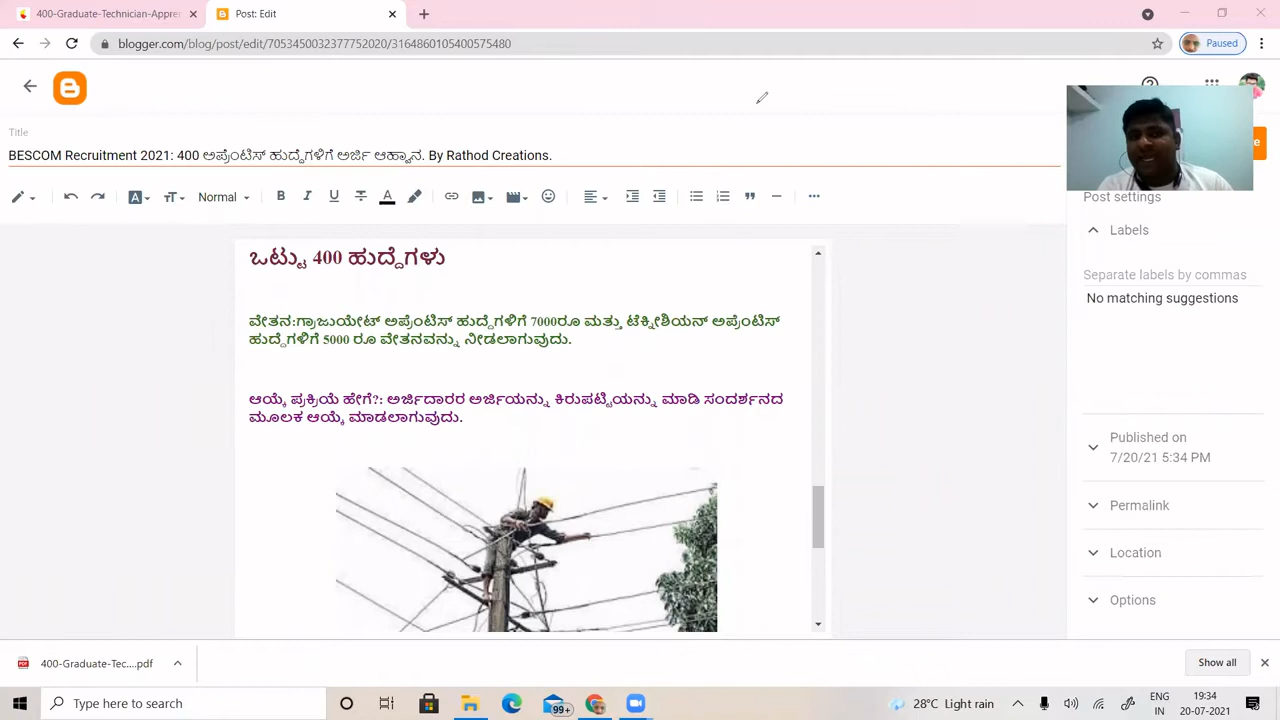 400-Graduate-Technician-Appren
Post: Edit
blogger.com/blog/post/edit/7053450032377752020/3164860105400575480
Paused
Title
BESCOM Recruitment 2021: 400 ಅಪ್ರೆಂಟಿಸ್ ಹುದ್ದೆಗಳಿಗೆ ಅರ್ಜಿ ಆಹ್ವಾನ. By Rathod Creations.
Normal
Post settings
Labels
Separate labels by commas
No matching suggestions
ಒಟ್ಟು 400 ಹುದ್ದೆಗಳು
ವೇತನ:ಗ್ರಾಜುಯೇಟ್ ಅಪ್ರೆಂಟಿಸ್ ಹುದ್ದೆಗಳಿಗೆ 7000ರೂ ಮತ್ತು ಟೆಕ್ನೀಶಿಯನ್ ಅಪ್ರೆಂಟಿಸ್
ಹುದ್ದೆಗಳಿಗೆ 5000 ರೂ ವೇತನವನ್ನು ನೀಡಲಾಗುವುದು.
ಆಯ್ಕೆ ಪ್ರಕ್ರಿಯೆ ಹೇಗೆ?: ಅರ್ಜಿದಾರರ ಅರ್ಜಿಯನ್ನು ಕಿರುಪಟ್ಟಿಯನ್ನು ಮಾಡಿ ಸಂದರ್ಶನದ
ಮೂಲಕ ಆಯ್ಕೆ ಮಾಡಲಾಗುವುದು.
Published on
7/20/21 5:34 PM
Permalink
Location
Options
400-Graduate-Tec....pdf
Show all
Type here to search
99+
28°C Light rain
ENG
IN
19:34
20-07-2021